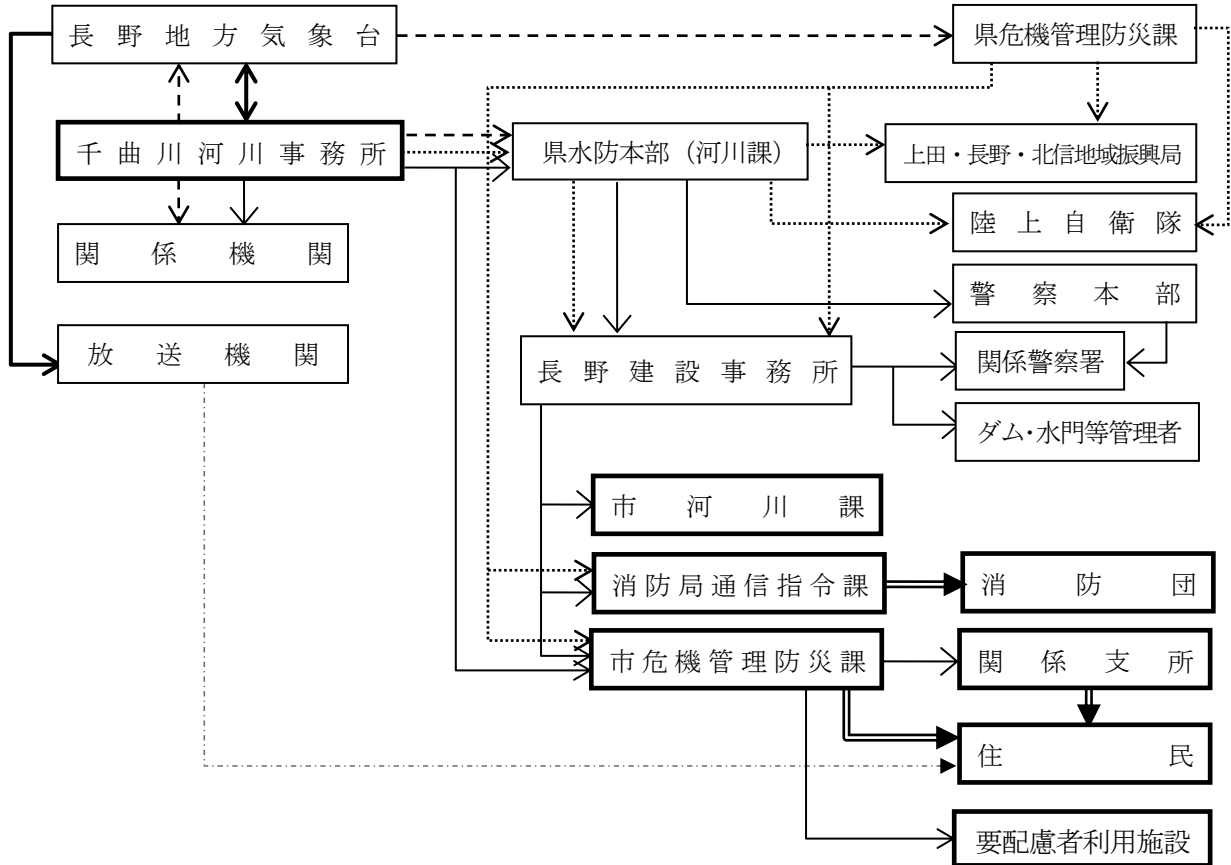 長野地方気象台
県危機管理防災課
千曲川河川事務所
県水防本部（河川課）
上田・長野・北信地域振興局
陸上自衛隊
関係機関
警察本部
放送機関
長野建設事務所
関係警察署
ダム・水門等管理者
市河川課
消防局通信指令課
消防団
市危機管理防災課
関係支所
住民
要配慮者利用施設